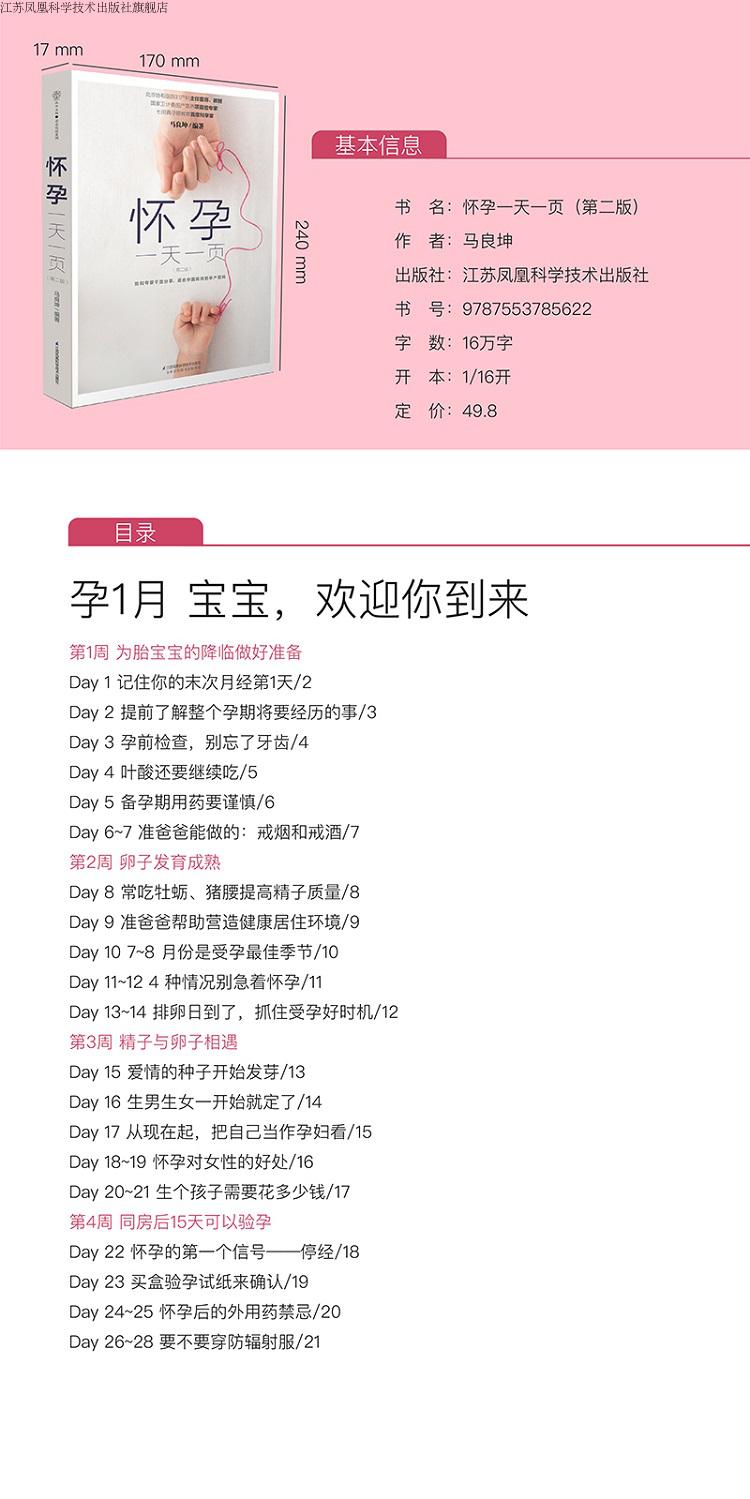 江苏凤凰科学技术出版社旗舰店
17 mm
170 mm
240 mm
怀孕一天一页
(第二版)
马良坤/编著
马良坤/编著
怀孕
一天一页
(第二版)
基本信息
书 名：怀孕一天一页（第二版）
作 者：马良坤
出版社：江苏凤凰科学技术出版社
书 号：9787553785622
字 数：16万字
开 本：1/16开
定 价：49.8
目录
孕1月 宝宝，欢迎你到来
第1周 为胎宝宝的降临做好准备
Day 1 记住你的末次月经第1天/2
Day 2 提前了解整个孕期将要经历的事/3
Day 3 孕前检查，别忘了牙齿/4
Day 4 叶酸还要继续吃/5
Day 5 备孕期用药要谨慎/6
Day 6~7 准爸爸能做的：戒烟和戒酒/7
第2周 卵子发育成熟
Day 8 常吃牡蛎、猪腰提高精子质量/8
Day 9 准爸爸帮助营造健康居住环境/9
Day 10 7~8 月份是受孕最佳季节/10
Day 11~12 4 种情况别急着怀孕/11
Day 13~14 排卵日到了，抓住受孕好时机/12
第3周 精子与卵子相遇
Day 15 爱情的种子开始发芽/13
Day 16 生男生女一开始就定了/14
Day 17 从现在起，把自己当作孕妇看/15
Day 18~19 怀孕对女性的好处/16
Day 20~21 生个孩子需要花多少钱/17
第4周 同房后15天可以验孕
Day 22 怀孕的第一个信号——停经/18
Day 23 买盒验孕试纸来确认/19
Day 24~25 怀孕后的外用药禁忌/20
Day 26~28 要不要穿防辐射服/21